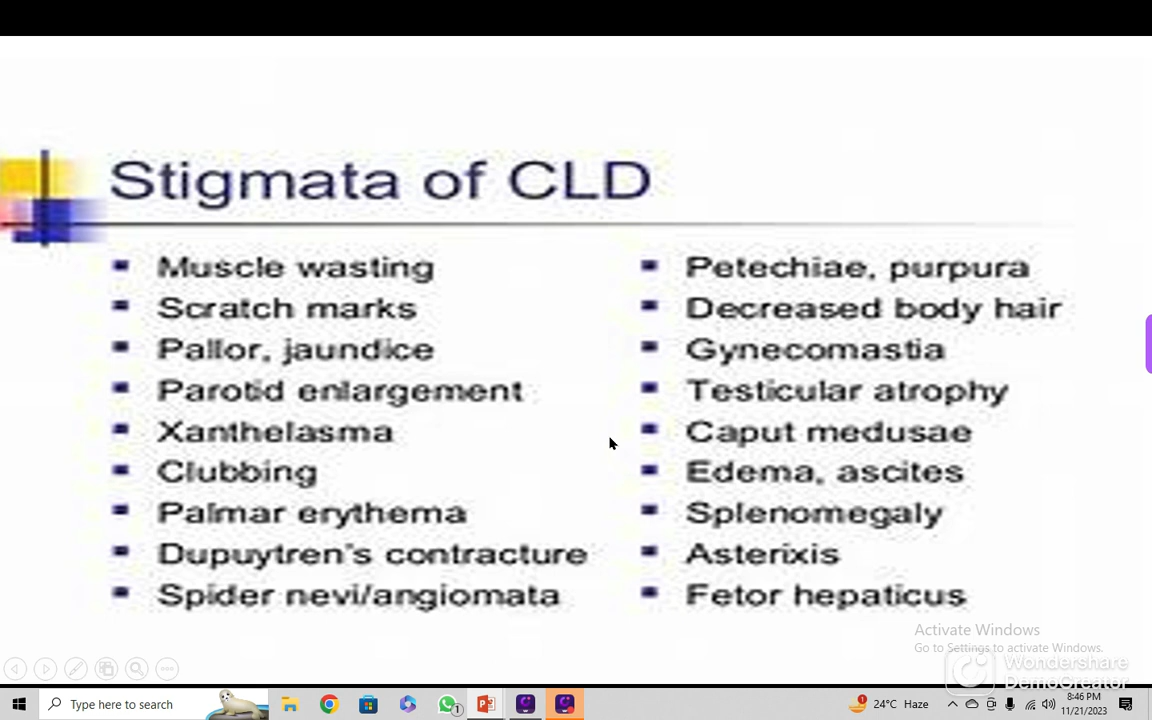 Stigmata of CLD
Muscle wasting
Scratch marks
Pallor, jaundice
Parotid enlargement
Xanthelasma
Clubbing
Palmar erythema
Dupuytren's contracture
Spider nevi/angiomata
Petechiae, purpura
Decreased body hair
Gynecomastia
Testicular atrophy
Caput medusae
Edema, ascites
Splenomegaly
Asterixis
Fetor hepaticus
Activate Windows
Go to Settings to activate Windows.
Wondershare
DemoCreator
Type here to search
1
1
24°C Haze
8:46 PM
11/21/2023